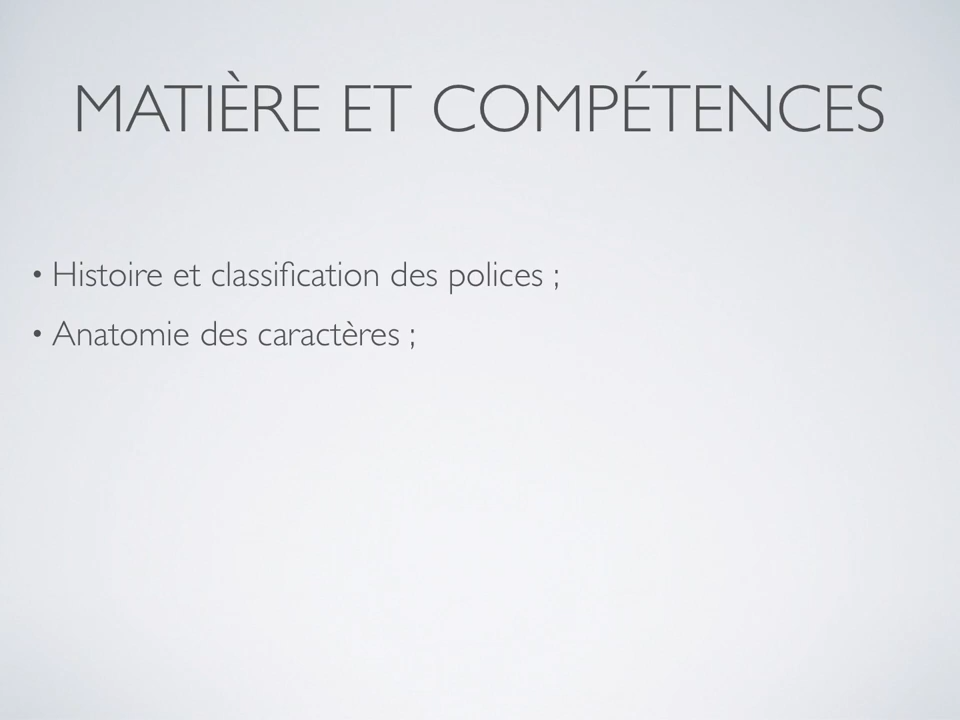 MATIÈRE ET COMPÉTENCES
• Histoire et classification des polices ;
• Anatomie des caractères ;